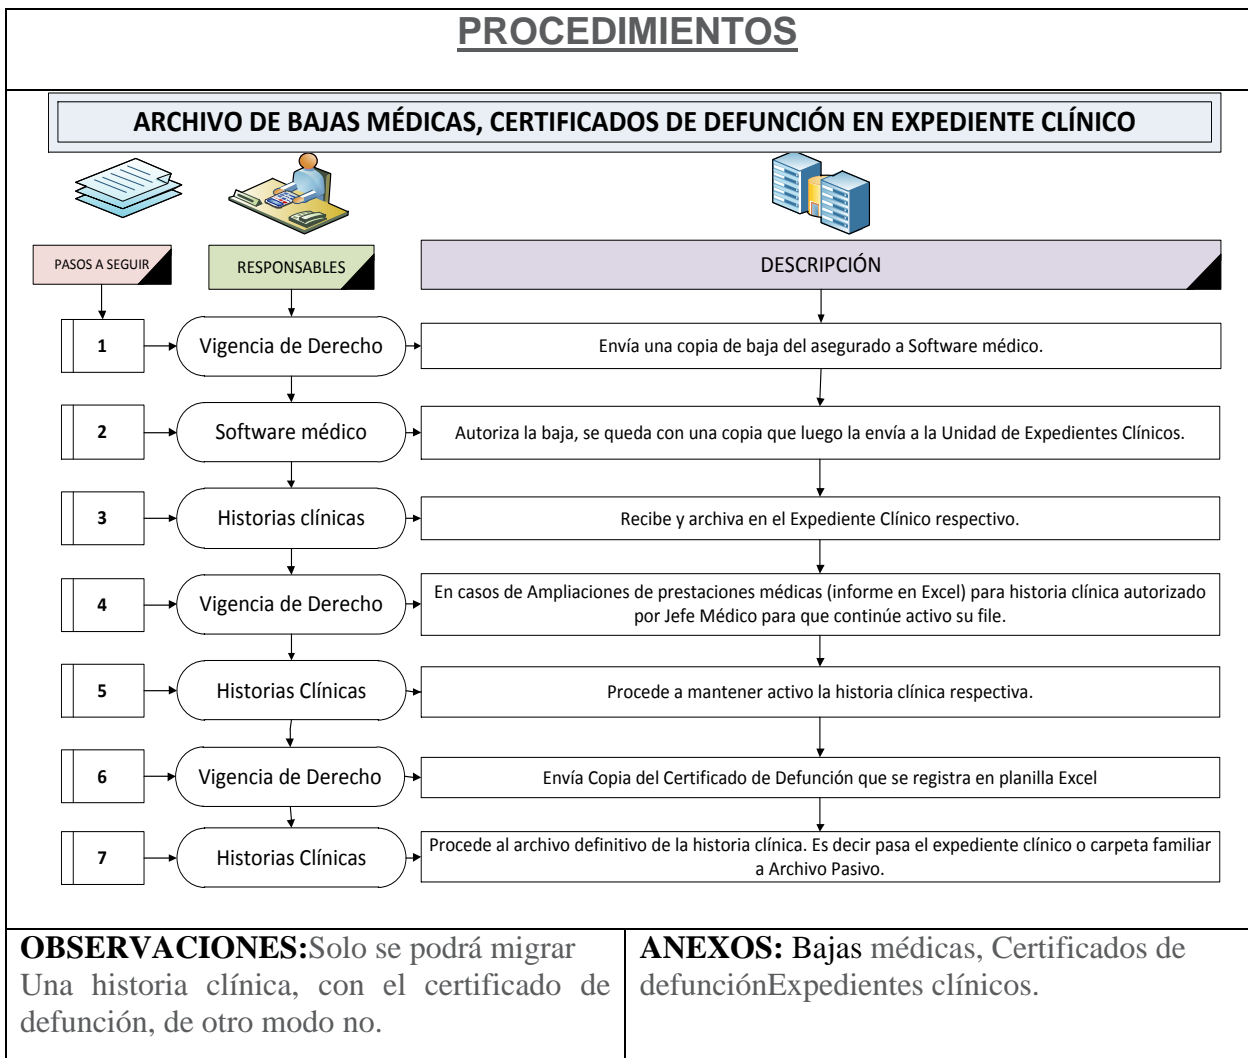 PROCEDIMIENTOS
ARCHIVO DE BAJAS MÉDICAS, CERTIFICADOS DE DEFUNCIÓN EN EXPEDIENTE CLÍNICO
PASOS A SEGUIR
RESPONSABLES
DESCRIPCIÓN
1
Vigencia de Derecho
Envía una copia de baja del asegurado a Software médico.
2
Software médico
Autoriza la baja, se queda con una copia que luego la envía a la Unidad de Expedientes Clínicos.
3
Historias clínicas
Recibe y archiva en el Expediente Clínico respectivo.
4
Vigencia de Derecho
En casos de Ampliaciones de prestaciones médicas (informe en Excel) para historia clínica autorizado
por Jefe Médico para que continúe activo su file.
5
Historias Clínicas
Procede a mantener activo la historia clínica respectiva.
6
Vigencia de Derecho
Envía Copia del Certificado de Defunción que se registra en planilla Excel
7
Historias Clínicas
Procede al archivo definitivo de la historia clínica. Es decir pasa el expediente clínico o carpeta familiar
a Archivo Pasivo.
OBSERVACIONES:Solo se podrá migrar
Una historia clínica, con el certificado de
defunción, de otro modo no.
ANEXOS: Bajas médicas, Certificados de
defunciónExpedientes clínicos.